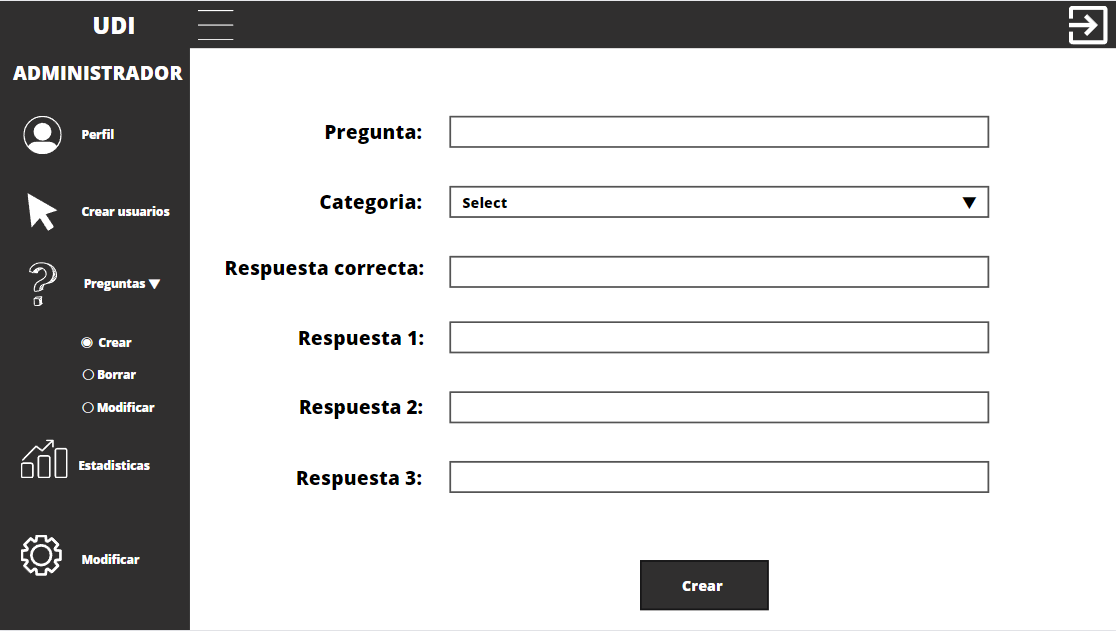 UDI
ADMINISTRADOR
Perfil
Crear usuarios
Preguntas ▼
Crear
Borrar
Modificar
Estadisticas
Modificar
Pregunta:
Categoria:
Select ▼
Respuesta correcta:
Respuesta 1:
Respuesta 2:
Respuesta 3:
Crear